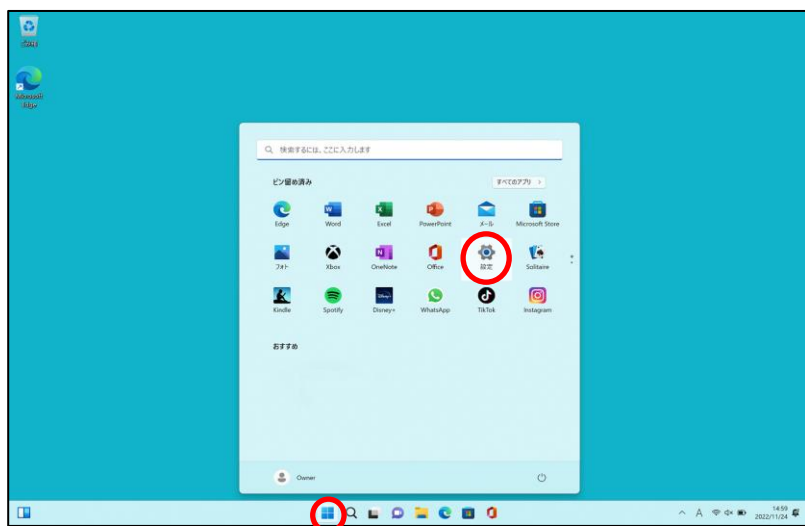 ごみ箱
Microsoft
Edge
検索するには、ここに入力します
ピン留め済み
すべてのアプリ >
Edge
Word
Excel
PowerPoint
メール
Microsoft Store
フォト
Xbox
OneNote
Office
設定
Solitaire
Kindle
Spotify
Disney+
WhatsApp
TikTok
Instagram
おすすめ
Owner
A
14:59
2022/11/24